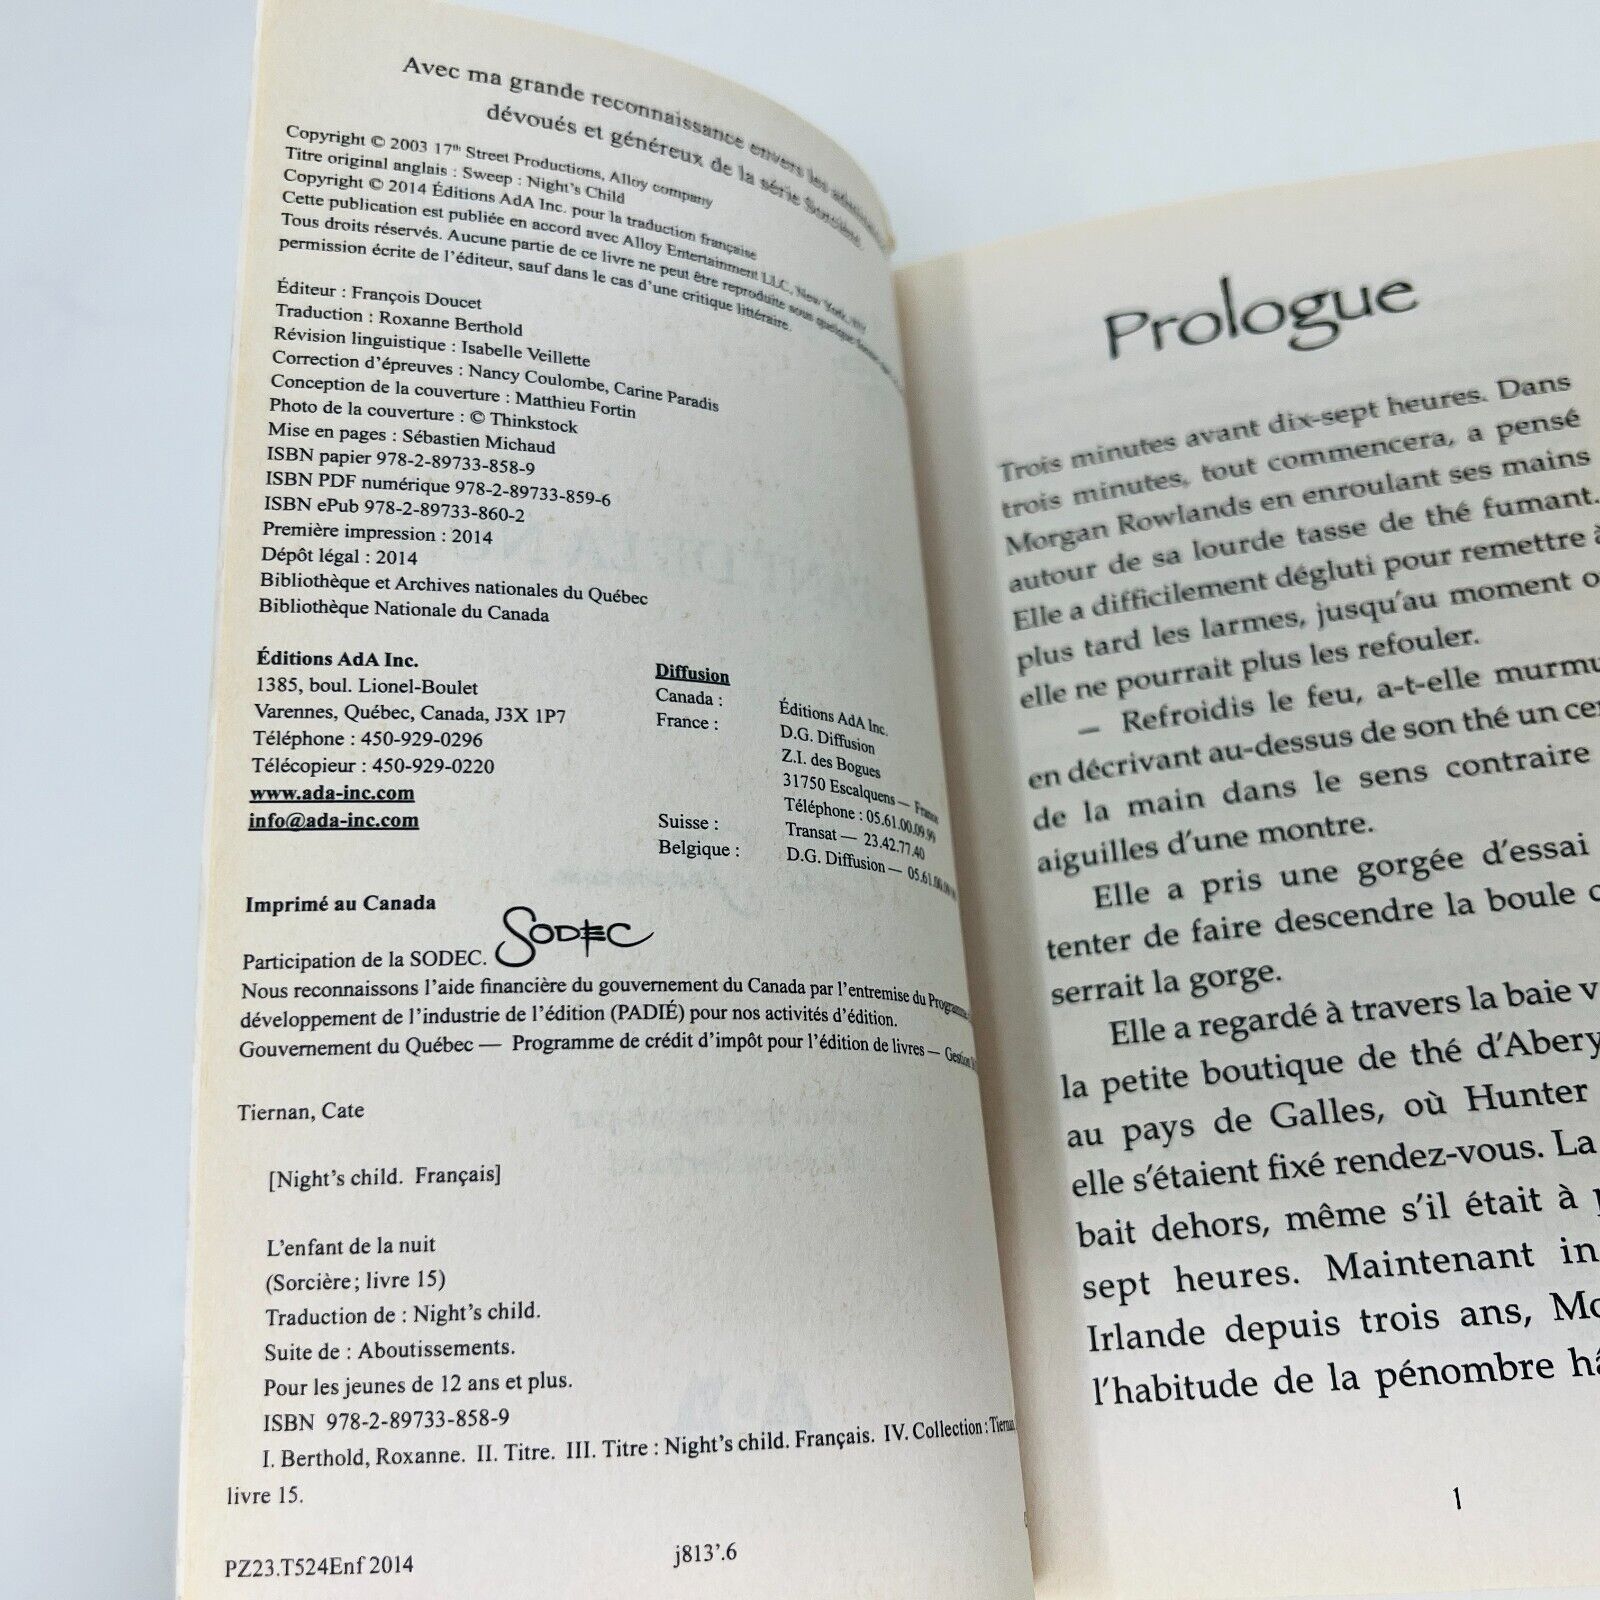 Avec ma grande reconnaissance envers les
dévoués et généreux de la série Sorcière.
Copyright © 2003 17th Street Productions, Alloy company
Titre original anglais : Sweep : Night's Child
Copyright © 2014 Éditions AdA Inc. pour la traduction française
Cette publication est publiée en accord avec Alloy Entertainment LLC, New York, NY
Tous droits réservés. Aucune partie de ce livre ne peut être reproduite sous quelque
permission écrite de l'éditeur, sauf dans le cas d'une critique littéraire.
Éditeur : François Doucet
Traduction : Roxanne Berthold
Révision linguistique : Isabelle Veillette
Correction d'épreuves : Nancy Coulombe, Carine Paradis
Conception de la couverture : Matthieu Fortin
Photo de la couverture : © Thinkstock
Mise en pages : Sébastien Michaud
ISBN papier 978-2-89733-858-9
ISBN PDF numérique 978-2-89733-859-6
ISBN ePub 978-2-89733-860-2
Première impression : 2014
Dépôt légal : 2014
Bibliothèque et Archives nationales du Québec
Bibliothèque Nationale du Canada
Éditions AdA Inc.
1385, boul. Lionel-Boulet
Varennes, Québec, Canada, J3X 1P7
Téléphone : 450-929-0296
Télécopieur : 450-929-0220
www.ada-inc.com
info@ada-inc.com
Diffusion
Canada : Éditions AdA Inc.
France : D.G. Diffusion
Z.I. des Bogues
31750 Escalquens — France
Téléphone : 05.61.00.09.99
Suisse : Transat — 23.42.77.40
Belgique : D.G. Diffusion — 05.61.00.09
Imprimé au Canada
Participation de la SODEC. SODEC
Nous reconnaissons l'aide financière du gouvernement du Canada par l'entremise du Programme
développement de l'industrie de l'édition (PADIÉ) pour nos activités d'édition.
Gouvernement du Québec — Programme de crédit d'impôt pour l'édition de livres — Gestion
Tiernan, Cate
[Night's child. Français]
L'enfant de la nuit
(Sorcière ; livre 15)
Traduction de : Night's child.
Suite de : Aboutissements.
Pour les jeunes de 12 ans et plus.
ISBN 978-2-89733-858-9
I. Berthold, Roxanne. II. Titre. III. Titre : Night's child. Français. IV. Collection : Tiernan
livre 15.
PZ23.T524Enf 2014 j813'.6
Prologue
Trois minutes avant dix-sept heures. Dans
trois minutes, tout commencera, a pensé
Morgan Rowlands en enroulant ses mains
autour de sa lourde tasse de thé fumant.
Elle a difficilement dégluti pour remettre à
plus tard les larmes, jusqu'au moment o
elle ne pourrait plus les refouler.
— Refroidis le feu, a-t-elle murmu
en décrivant au-dessus de son thé un cer
de la main dans le sens contraire
aiguilles d'une montre.
Elle a pris une gorgée d'essai
tenter de faire descendre la boule
serrait la gorge.
Elle a regardé à travers la baie v
la petite boutique de thé d'Abery
au pays de Galles, où Hunter
elle s'étaient fixé rendez-vous. La
bait dehors, même s'il était à p
sept heures. Maintenant in
Irlande depuis trois ans, Mo
l'habitude de la pénombre hâ
1